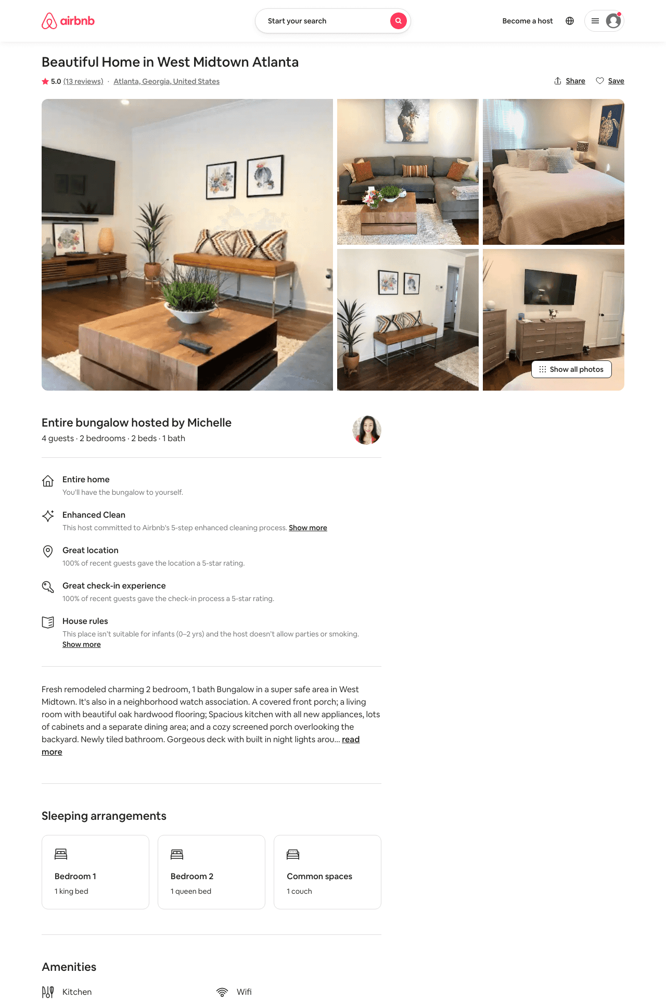 airbnb
Start your search
Become a host
Beautiful Home in West Midtown Atlanta
5.0 (13 reviews) · Atlanta, Georgia, United States
Share
Save
Show all photos
Entire bungalow hosted by Michelle
4 guests · 2 bedrooms · 2 beds · 1 bath
Entire home
You’ll have the bungalow to yourself.
Enhanced Clean
This host committed to Airbnb's 5-step enhanced cleaning process. Show more
Great location
100% of recent guests gave the location a 5-star rating.
Great check-in experience
100% of recent guests gave the check-in process a 5-star rating.
House rules
This place isn’t suitable for infants (0–2 yrs) and the host doesn’t allow parties or smoking.
Show more
Fresh remodeled charming 2 bedroom, 1 bath Bungalow in a super safe area in West
Midtown. It's also in a neighborhood watch association. A covered front porch; a living
room with beautiful oak hardwood flooring; Spacious kitchen with all new appliances, lots
of cabinets and a separate dining area; and a cozy screened porch overlooking the
backyard. Newly tiled bathroom. Gorgeous deck with built in night lights arou... read
more
Sleeping arrangements
Bedroom 1
1 king bed
Bedroom 2
1 queen bed
Common spaces
1 couch
Amenities
Kitchen
Wifi